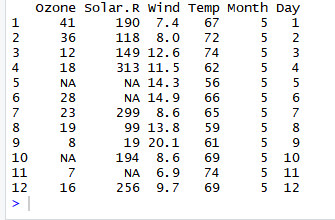 Ozone Solar.R Wind Temp Month Day
1 41 190 7.4 67 5 1
2 36 118 8.0 72 5 2
3 12 149 12.6 74 5 3
4 18 313 11.5 62 5 4
5 NA NA 14.3 56 5 5
6 28 NA 14.9 66 5 6
7 23 299 8.6 65 5 7
8 19 99 13.8 59 5 8
9 8 19 20.1 61 5 9
10 NA 194 8.6 69 5 10
11 7 NA 6.9 74 5 11
12 16 256 9.7 69 5 12
>